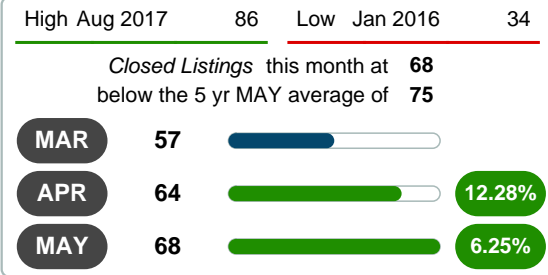 High Aug 2017 86 Low Jan 2016 34
Closed Listings this month at 68
below the 5 yr MAY average of 75
MAR 57
APR 64 12.28%
MAY 68 6.25%